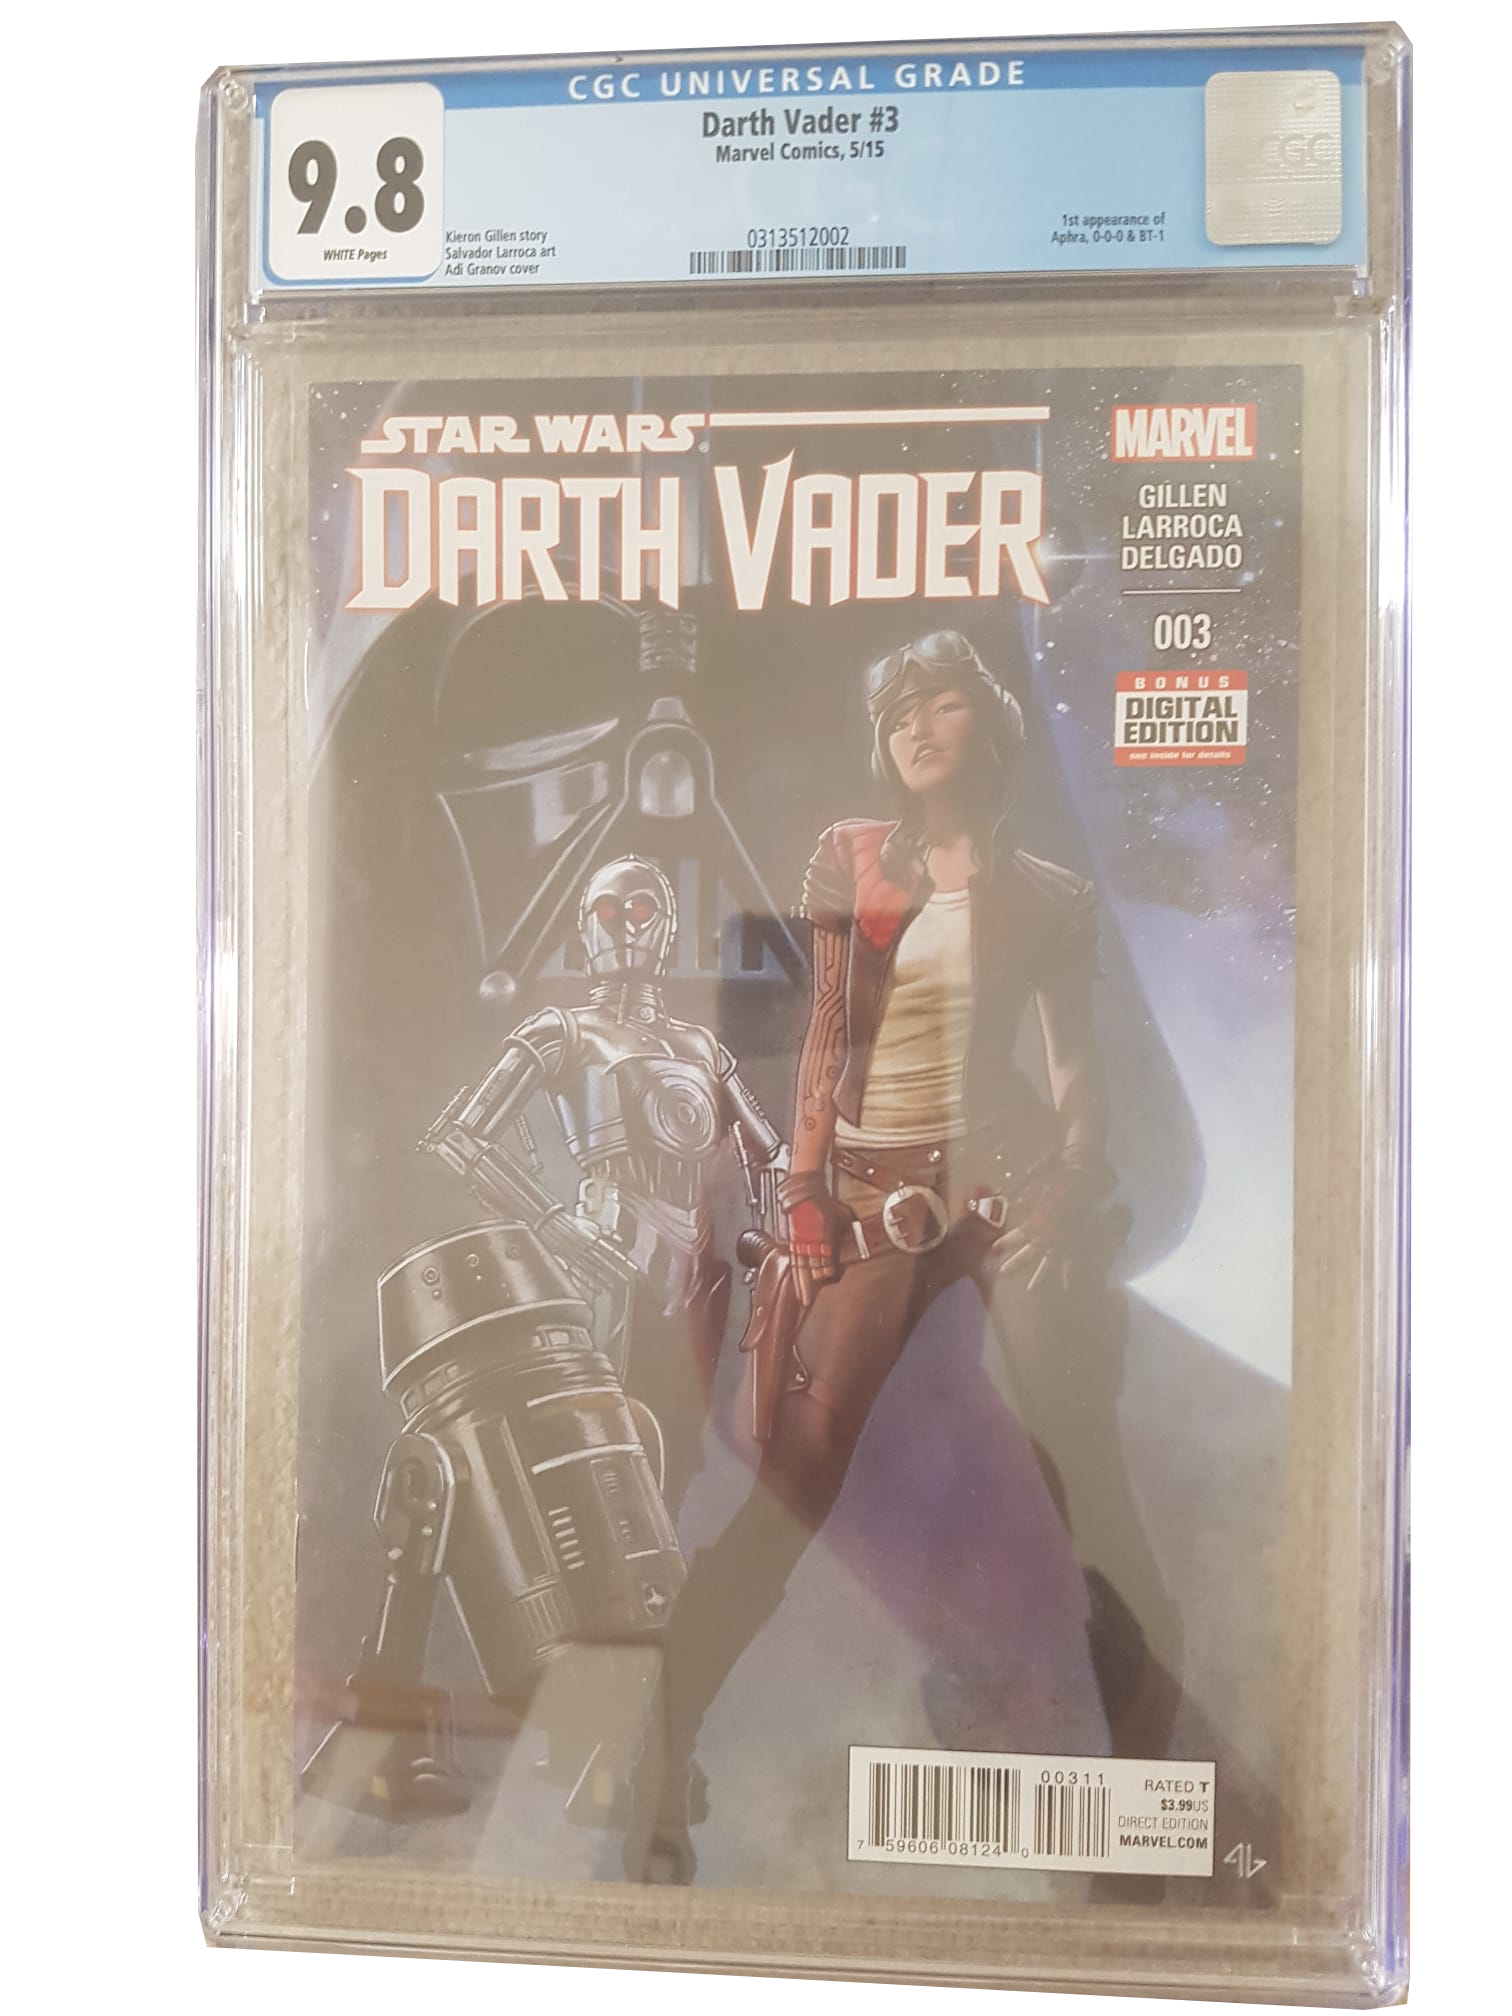 CGC UNIVERSAL GRADE
Darth Vader #3
Marvel Comics, 5/15
9.8
WHITE Pages
Kieron Gillen story
Salvador Larroca art
Adi Granov cover
0313512002
1st appearance of
Aphra, 0-0-0 & BT-1
CGC
STAR WARS
DARTH VADER
MARVEL
GILLEN
LARROCA
DELGADO
003
BONUS
DIGITAL
EDITION
see inside for details
00311
7 59606 08124 0
RATED T
$3.99US
DIRECT EDITION
MARVEL.COM